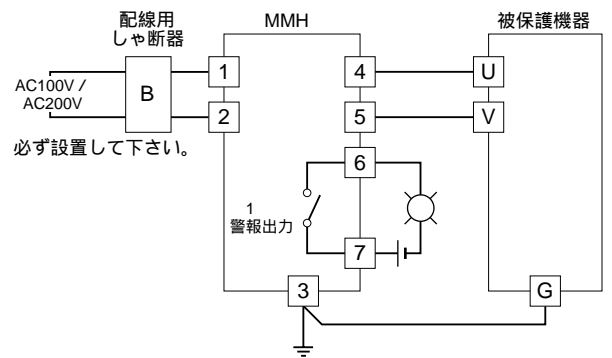 配線用
しゃ断器
MMH
被保護機器
AC100V /
AC200V
B
1
2
4
5
U
V
必ず設置して下さい。
6
1
警報出力
7
3
G